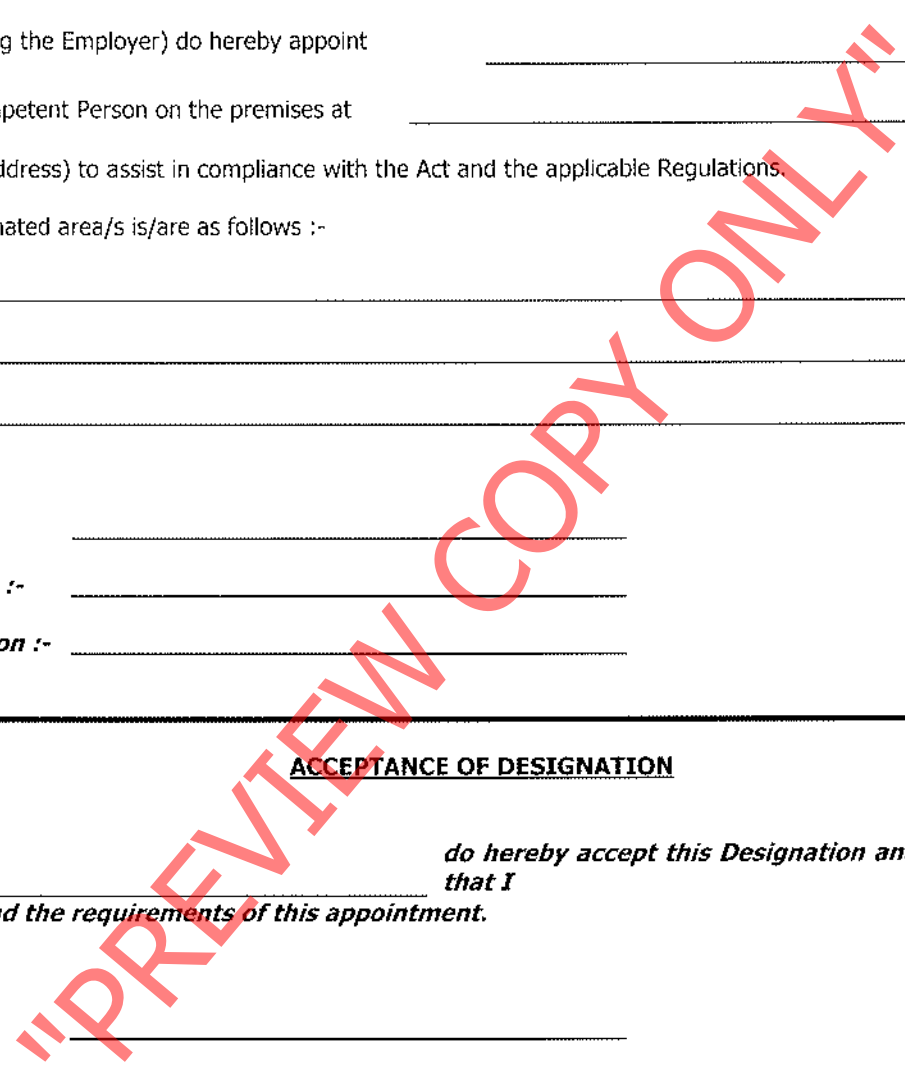 g the Employer) do hereby appoint
petent Person on the premises at
ddress) to assist in compliance with the Act and the applicable Regulations.
nated area/s is/are as follows :-
:-
on :-
ACCEPTANCE OF DESIGNATION
do hereby accept this Designation an
that I
d the requirements of this appointment.
"PREVIEW COPY ONLY"